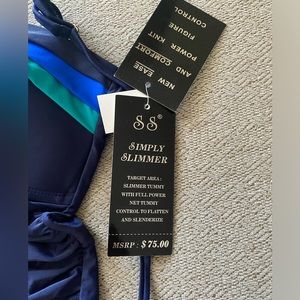 NEW EASE
AND COMFORT
POWER KNIT
FIGURE
CONTROL
S S®
SIMPLY
SLIMMER
TARGET AREA :
SLIMMER TUMMY
WITH FULL POWER
NET TUMMY
CONTROL TO FLATTEN
AND SLENDERIZE
MSRP : $ 75.00